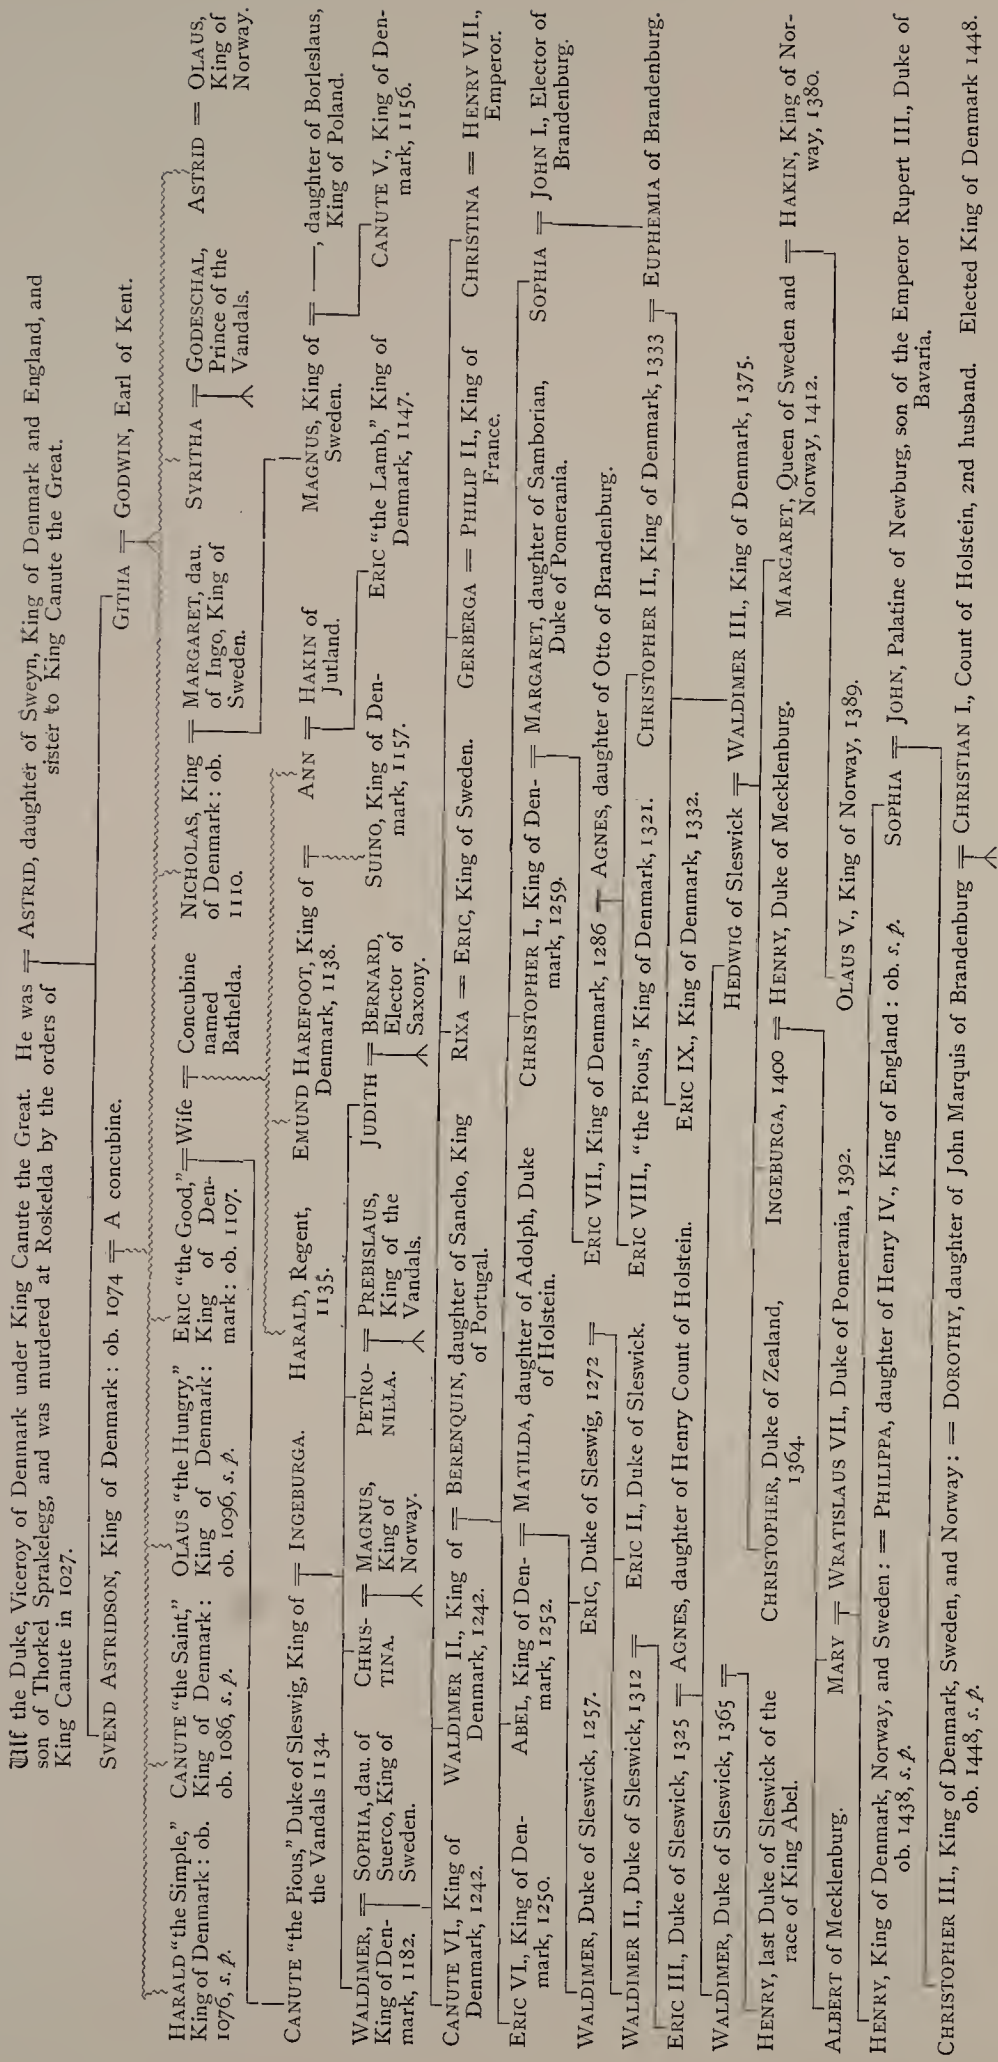 Ulf the Duke, Viceroy of Denmark under King Canute the Great. He was
son of Thorkel Sprakelegg, and was murdered at Roskelda by the orders of
King Canute in 1027.
= ASTRID, daughter of Sweyn, King of Denmark and England, and
sister to King Canute the Great.
SVEND ASTRIDSON, King of Denmark : ob. 1074 = A concubine.
GITHA = GODWIN, Earl of Kent.
HARALD "the Simple,"
King of Denmark : ob.
1076, s. p.
CANUTE "the Saint,"
King of Denmark :
ob. 1086, s. p.
OLAUS "the Hungry,"
King of Denmark :
ob. 1096, s. p.
ERIC "the Good,"
King of Den-
mark : ob. 1107.
= Wife =
Concubine
named
Bathelda.
NICHOLAS, King
of Denmark : ob.
1110.
= MARGARET, dau.
of Ingo, King of
Sweden.
SYRITHA =
GODESCHAL,
Prince of the
Vandals.
ASTRID =
OLAUS,
King of
Norway.
CANUTE "the Pious," Duke of Sleswig, King of
the Vandals 1134.
= INGEBURGA.
HARALD, Regent,
1135.
EMUND HAREFOOT, King of =
Denmark, 1138.
ANN =
HAKIN of
Jutland.
MAGNUS, King of
Sweden.
= ——, daughter of Borleslaus,
King of Poland.
WALDIMER,
King of Den-
mark, 1182.
= SOPHIA, dau. of
Suerco, King of
Sweden.
CHRIS-
TINA.
= MAGNUS,
King of
Norway.
PETRO-
NILLA.
= PREBISLAUS,
King of the
Vandals.
JUDITH =
BERNARD,
Elector of
Saxony.
SUINO, King of Den-
mark, 1157.
ERIC "the Lamb," King of
Denmark, 1147.
CANUTE V., King of Den-
mark, 1156.
CANUTE VI., King of
Denmark, 1242.
WALDIMER II., King of
Denmark, 1242.
= BERENQUIN, daughter of Sancho, King
of Portugal.
RIXA = ERIC, King of Sweden.
GERBERGA = PHILIP II., King of
France.
CHRISTINA = HENRY VII.,
Emperor.
ERIC VI., King of Den-
mark, 1250.
ABEL, King of Den-
mark, 1252.
= MATILDA, daughter of Adolph, Duke
of Holstein.
CHRISTOPHER I., King of Den-
mark, 1259.
= MARGARET, daughter of Samborian,
Duke of Pomerania.
SOPHIA = JOHN I., Elector of
Brandenburg.
WALDIMER, Duke of Sleswick, 1257.
ERIC, Duke of Sleswig, 1272 =
ERIC VII., King of Denmark, 1286 = AGNES, daughter of Otto of Brandenburg.
WALDIMER II., Duke of Sleswick, 1312 =
ERIC II., Duke of Sleswick.
ERIC VIII., "the Pious," King of Denmark, 1321.
CHRISTOPHER II., King of Denmark, 1333 = EUPHEMIA of Brandenburg.
ERIC III., Duke of Sleswick, 1325 = AGNES, daughter of Henry Count of Holstein.
ERIC IX., King of Denmark, 1332.
WALDIMER, Duke of Sleswick, 1365 =
HEDWIG of Sleswick = WALDIMER III., King of Denmark, 1375.
HENRY, last Duke of Sleswick of the
race of King Abel.
CHRISTOPHER, Duke of Zealand,
1364.
INGEBURGA, 1400 = HENRY, Duke of Mecklenburg.
MARGARET, Queen of Sweden and
Norway, 1412.
= HAKIN, King of Nor-
way, 1380.
ALBERT of Mecklenburg.
MARY = WRATISLAUS VII., Duke of Pomerania, 1392.
OLAUS V., King of Norway, 1389.
HENRY, King of Denmark, Norway, and Sweden : = PHILIPPA, daughter of Henry IV., King of England : ob. s. p.
ob. 1438, s. p.
SOPHIA = JOHN, Palatine of Newburg, son of the Emperor Rupert III., Duke of
Bavaria.
CHRISTOPHER III., King of Denmark, Sweden, and Norway : = DOROTHY, daughter of John Marquis of Brandenburg = CHRISTIAN I., Count of Holstein, 2nd husband. Elected King of Denmark 1448.
ob. 1448, s. p.